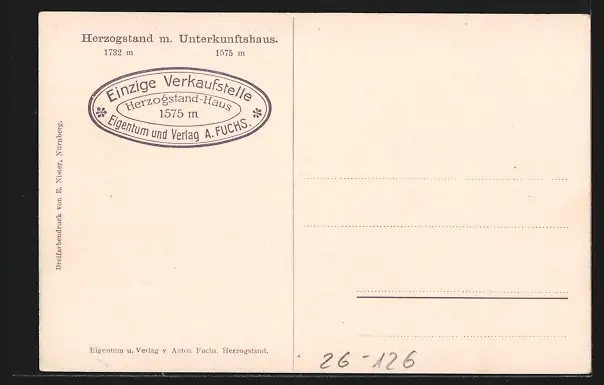 Herzogstand m. Unterkunftshaus.
1732 m 1575 m
Einzige Verkaufstelle
Herzogstand-Haus
1575 m
Eigentum und Verlag A. FUCHS.
Dreifarbendruck von E. Nister, Nürnberg.
Eigentum u. Verlag v Anton Fuchs. Herzogstand.
26-126